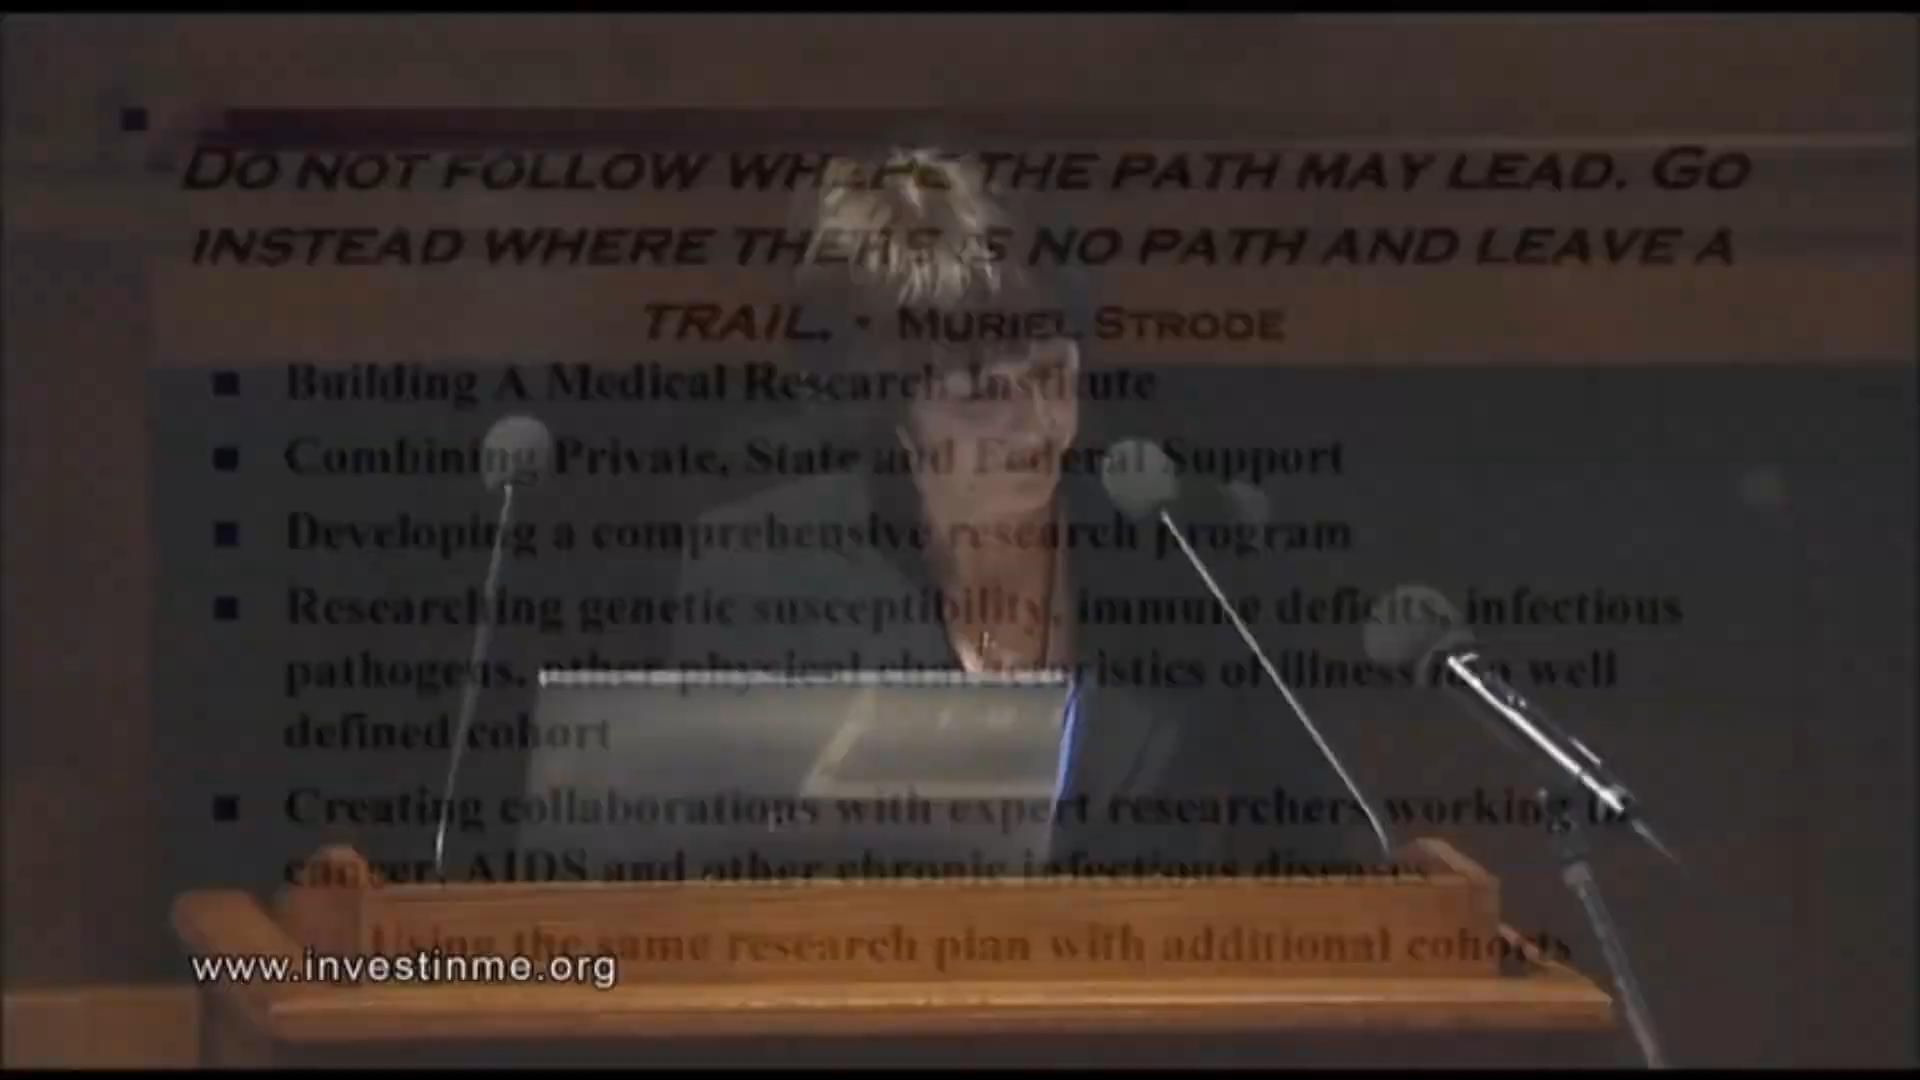 DO NOT FOLLOW WHERE THE PATH MAY LEAD. GO
INSTEAD WHERE THERE IS NO PATH AND LEAVE A
TRAIL. • MURIEL STRODE
Building A Medical Research Institute
Combining Private, State and Federal Support
Developing a comprehensive research program
Researching genetic susceptibility, immune deficits, infectious
pathogens, other physical characteristics of illness in a well
defined cohort
Creating collaborations with expert researchers working in
cancer, AIDS and other chronic infectious diseases
Using the same research plan with additional cohorts
www.investinme.org